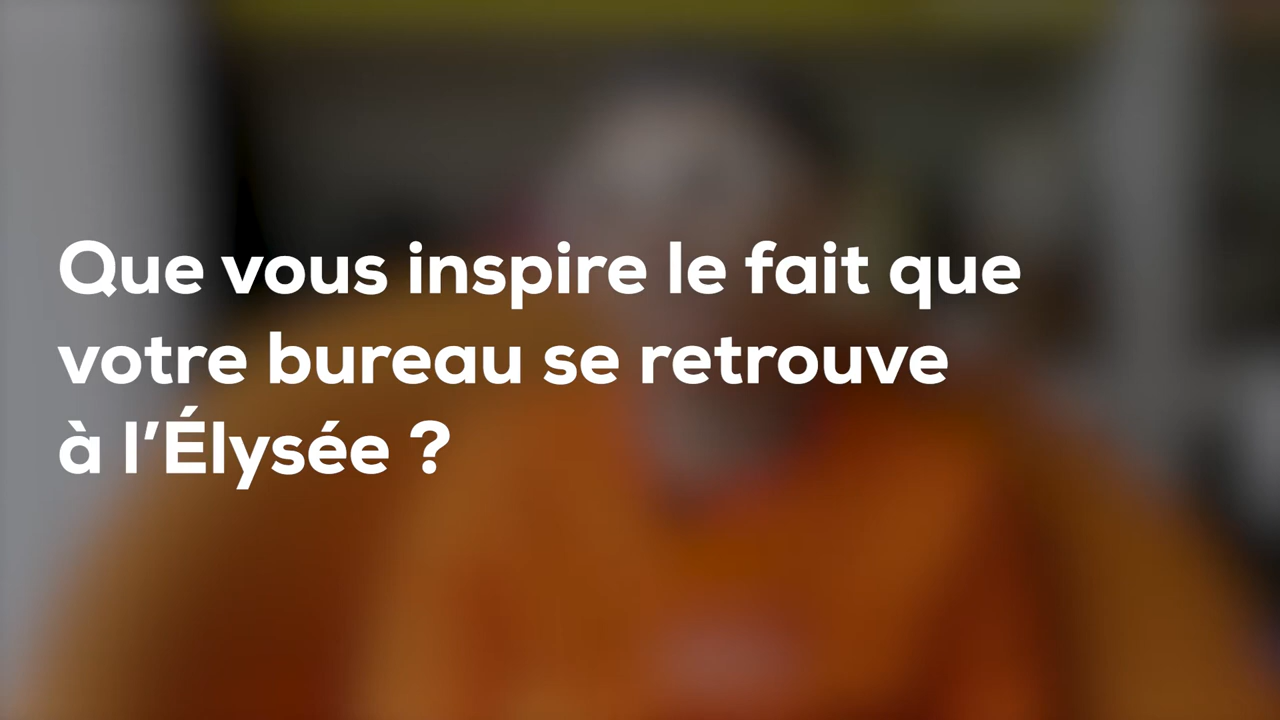 Que vous inspire le fait que
votre bureau se retrouve
à l’Élysée ?